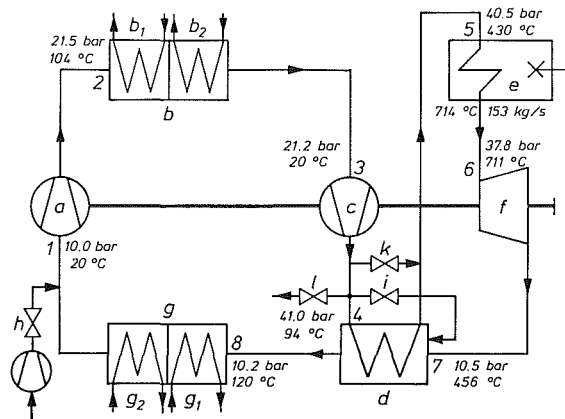 b1
b2
21.5 bar
104 °C
2
b
40.5 bar
430 °C
5
e
714 °C
153 kg/s
21.2 bar
20 °C
3
37.8 bar
711 °C
6
a
c
f
1
10.0 bar
20 °C
k
l
i
h
g
41.0 bar
94 °C
4
8
7
10.2 bar
120 °C
d
10.5 bar
456 °C
g2
g1